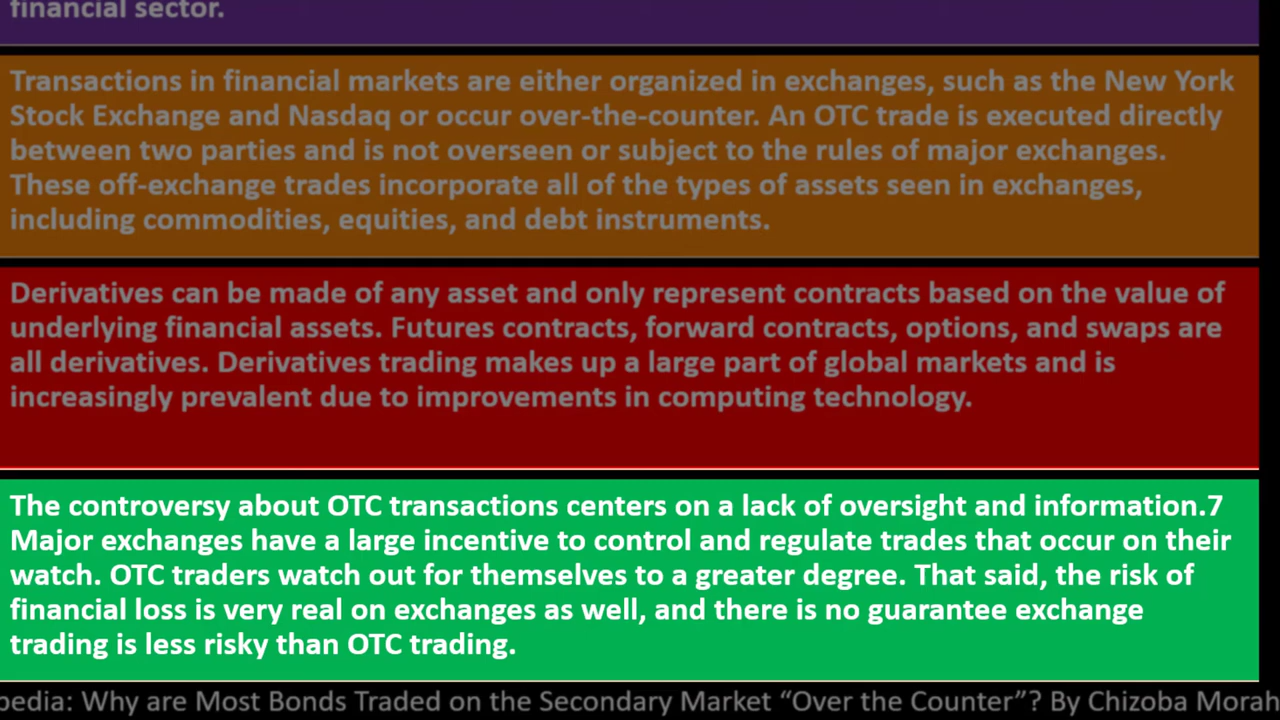 financial sector.
Transactions in financial markets are either organized in exchanges, such as the New York
Stock Exchange and Nasdaq or occur over-the-counter. An OTC trade is executed directly
between two parties and is not overseen or subject to the rules of major exchanges.
These off-exchange trades incorporate all of the types of assets seen in exchanges,
including commodities, equities, and debt instruments.
Derivatives can be made of any asset and only represent contracts based on the value of
underlying financial assets. Futures contracts, forward contracts, options, and swaps are
all derivatives. Derivatives trading makes up a large part of global markets and is
increasingly prevalent due to improvements in computing technology.
The controversy about OTC transactions centers on a lack of oversight and information.7
Major exchanges have a large incentive to control and regulate trades that occur on their
watch. OTC traders watch out for themselves to a greater degree. That said, the risk of
financial loss is very real on exchanges as well, and there is no guarantee exchange
trading is less risky than OTC trading.
pedia: Why are Most Bonds Traded on the Secondary Market “Over the Counter”? By Chizoba Morah